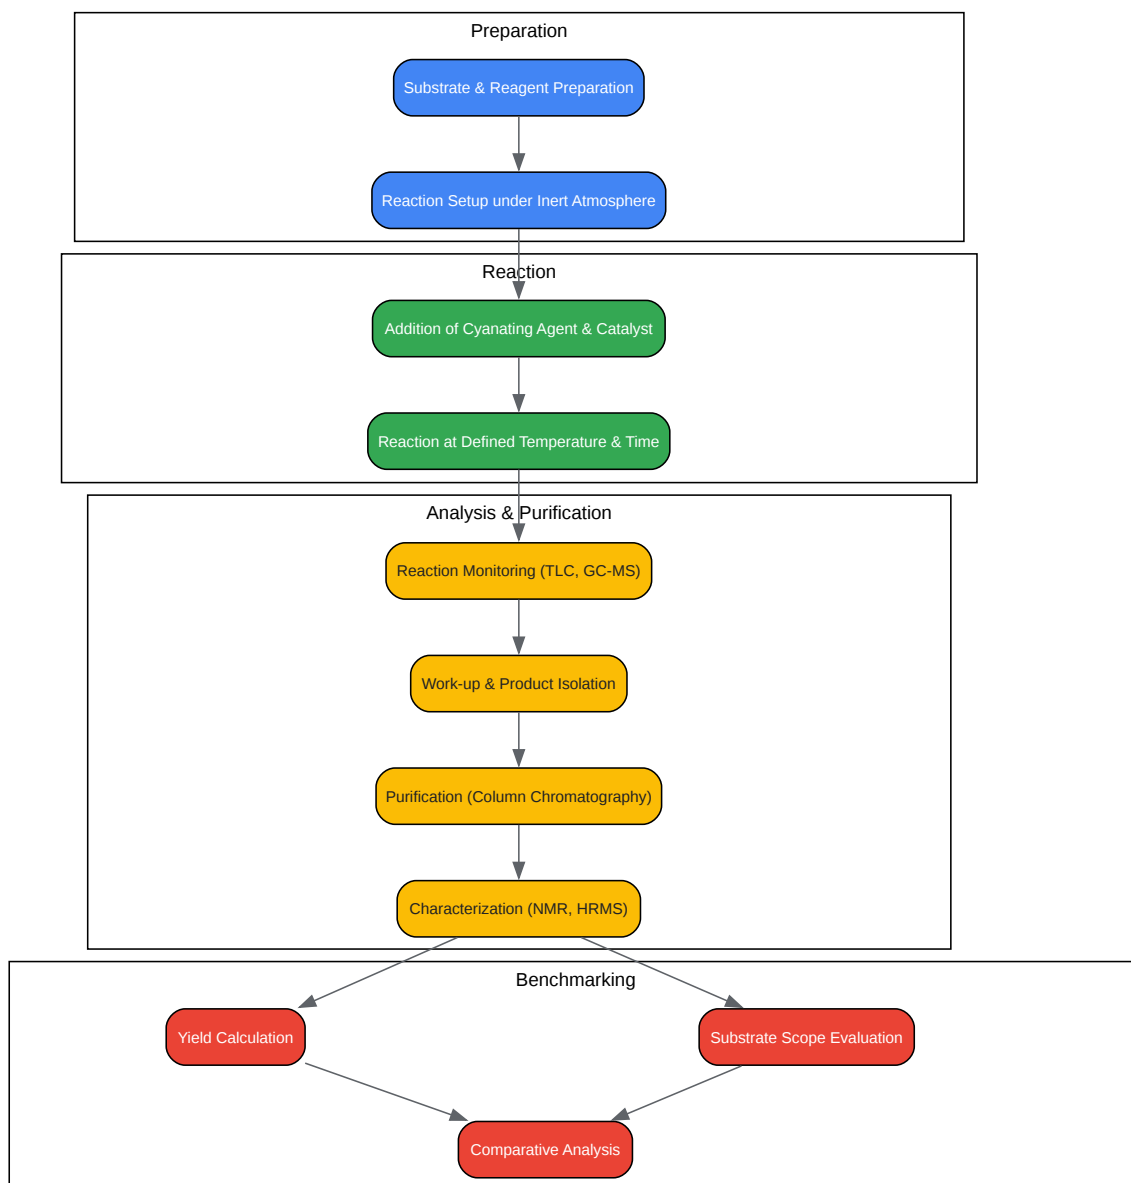 Preparation
Substrate & Reagent Preparation
Reaction Setup under Inert Atmosphere
Reaction
Addition of Cyanating Agent & Catalyst
Reaction at Defined Temperature & Time
Analysis & Purification
Reaction Monitoring (TLC, GC-MS)
Work-up & Product Isolation
Purification (Column Chromatography)
Characterization (NMR, HRMS)
Benchmarking
Yield Calculation
Substrate Scope Evaluation
Comparative Analysis